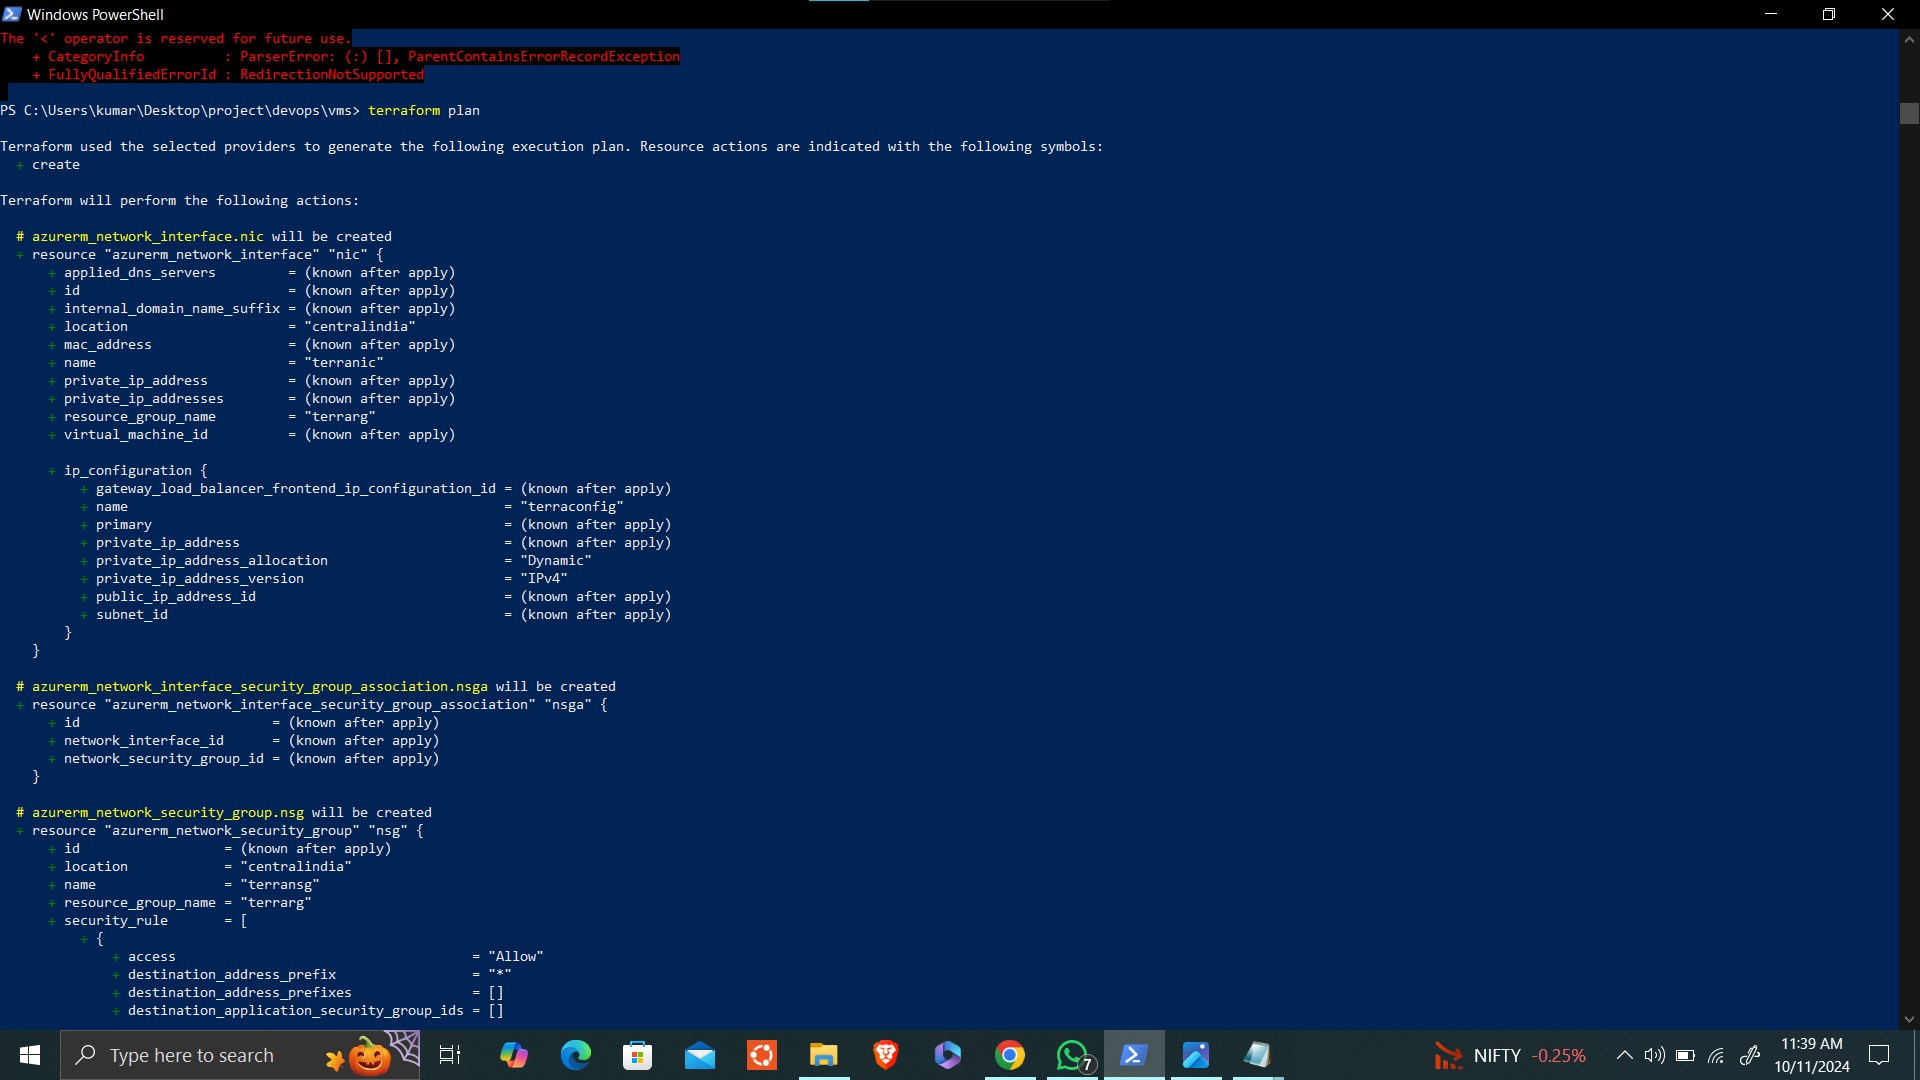 Windows PowerShell
The '<' operator is reserved for future use.
    + CategoryInfo          : ParserError: (:) [], ParentContainsErrorRecordException
    + FullyQualifiedErrorId : RedirectionNotSupported
PS C:\Users\kumar\Desktop\project\devops\vms> terraform plan
Terraform used the selected providers to generate the following execution plan. Resource actions are indicated with the following symbols:
  + create
Terraform will perform the following actions:
  # azurerm_network_interface.nic will be created
  + resource "azurerm_network_interface" "nic" {
      + applied_dns_servers         = (known after apply)
      + id                          = (known after apply)
      + internal_domain_name_suffix = (known after apply)
      + location                    = "centralindia"
      + mac_address                 = (known after apply)
      + name                        = "terranic"
      + private_ip_address          = (known after apply)
      + private_ip_addresses        = (known after apply)
      + resource_group_name         = "terrarg"
      + virtual_machine_id          = (known after apply)
      + ip_configuration {
          + gateway_load_balancer_frontend_ip_configuration_id = (known after apply)
          + name                                               = "terraconfig"
          + primary                                            = (known after apply)
          + private_ip_address                                 = (known after apply)
          + private_ip_address_allocation                      = "Dynamic"
          + private_ip_address_version                         = "IPv4"
          + public_ip_address_id                               = (known after apply)
          + subnet_id                                          = (known after apply)
        }
    }
  # azurerm_network_interface_security_group_association.nsga will be created
  + resource "azurerm_network_interface_security_group_association" "nsga" {
      + id                        = (known after apply)
      + network_interface_id      = (known after apply)
      + network_security_group_id = (known after apply)
    }
  # azurerm_network_security_group.nsg will be created
  + resource "azurerm_network_security_group" "nsg" {
      + id                  = (known after apply)
      + location            = "centralindia"
      + name                = "terransg"
      + resource_group_name = "terrarg"
      + security_rule       = [
          + {
              + access                                     = "Allow"
              + destination_address_prefix                 = "*"
              + destination_address_prefixes               = []
              + destination_application_security_group_ids = []
Type here to search
7
NIFTY -0.25%
11:39 AM
10/11/2024